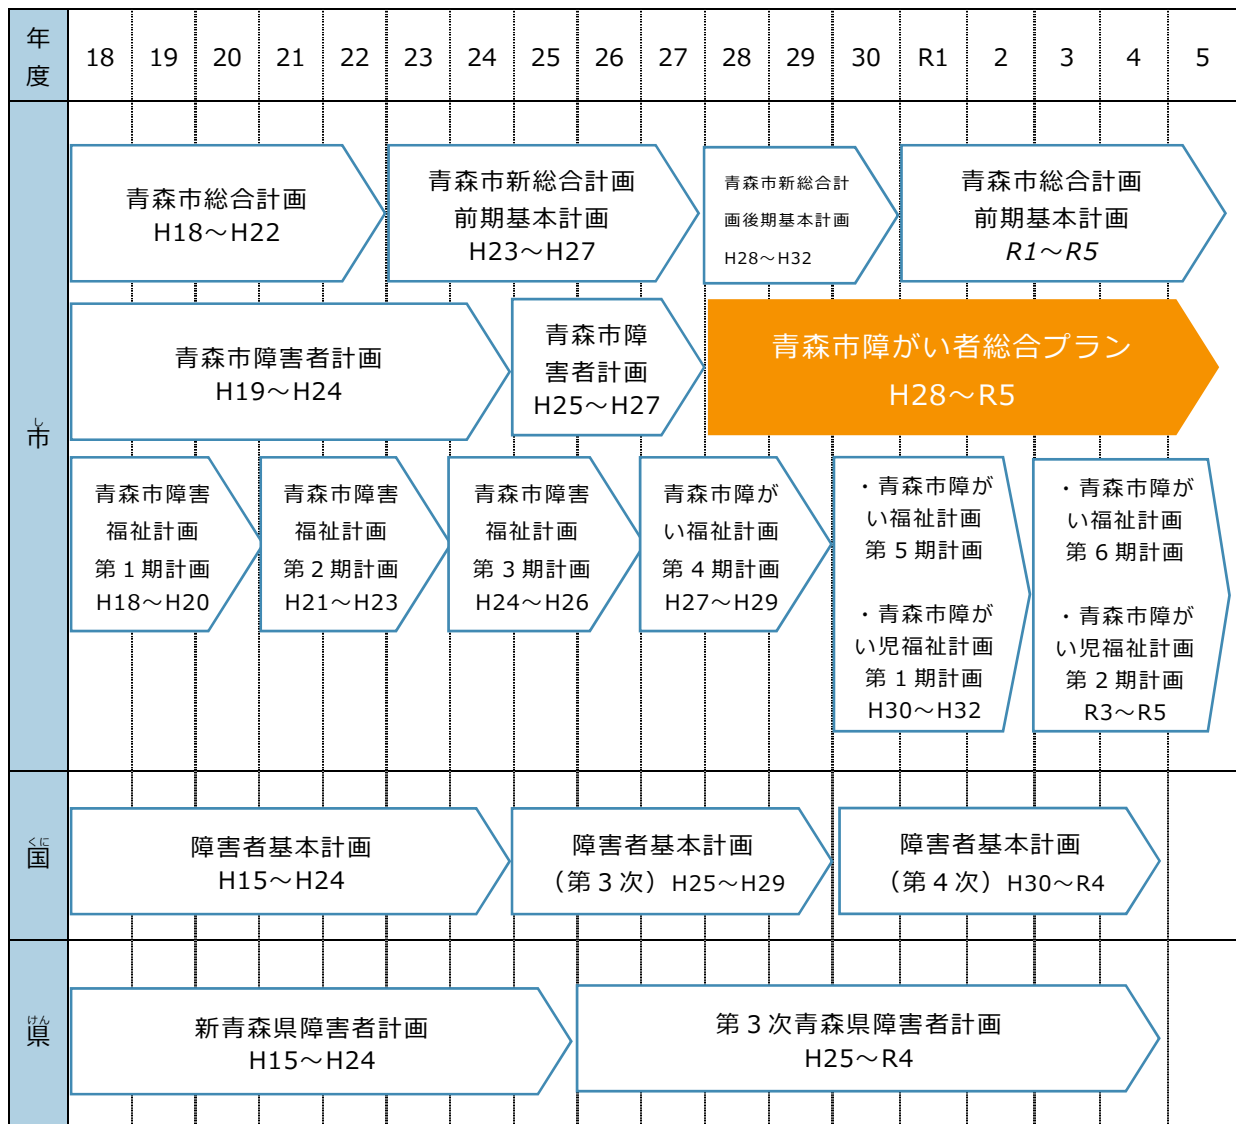 年度 18 19 20 21 22 23 24 25 26 27 28 29 30 R1 2 3 4 5
し
市
青森市総合計画
H18～H22
青森市新総合計画
前期基本計画
H23～H27
青森市新総合計
画後期基本計画
H28～H32
青森市総合計画
前期基本計画
R1～R5
青森市障害者計画
H19～H24
青森市障
害者計画
H25～H27
青森市障がい者総合プラン
H28～R5
青森市障害
福祉計画
第１期計画
H18～H20
青森市障害
福祉計画
第２期計画
H21～H23
青森市障害
福祉計画
第３期計画
H24～H26
青森市障が
い福祉計画
第４期計画
H27～H29
・青森市障が
い福祉計画
第５期計画
・青森市障が
い児福祉計画
第１期計画
H30～H32
・青森市障が
い福祉計画
第６期計画
・青森市障が
い児福祉計画
第２期計画
R3～R5
くに
国
障害者基本計画
H15～H24
障害者基本計画
（第３次）H25～H29
障害者基本計画
（第４次）H30～R4
けん
県
新青森県障害者計画
H15～H24
第３次青森県障害者計画
H25～R4